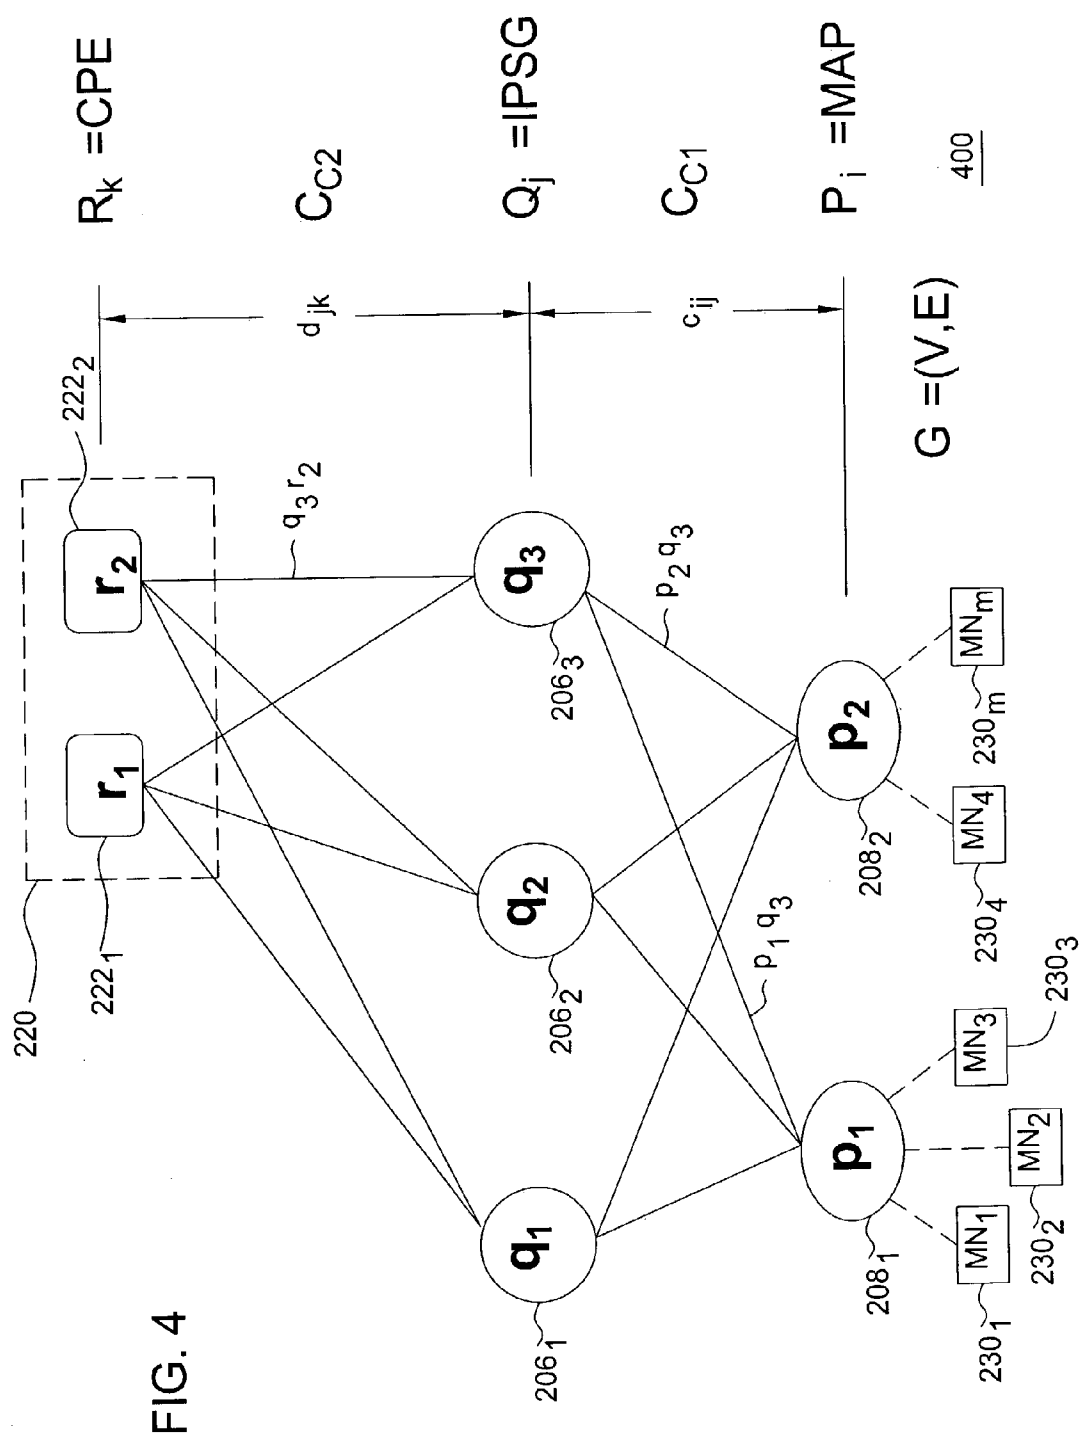 FIG. 4
R_k =CPE
C_C2
Q_j =IPSG
C_C1
P_i =MAP
400
G =(V,E)
d_jk
c_ij
220
222_1
222_2
r_1
r_2
q_3 r_2
q_1
q_2
q_3
206_1
206_2
206_3
p_2 q_3
p_1 q_3
p_1
p_2
208_1
208_2
MN_1
MN_2
MN_3
MN_4
MN_m
230_1
230_2
230_3
230_4
230_m